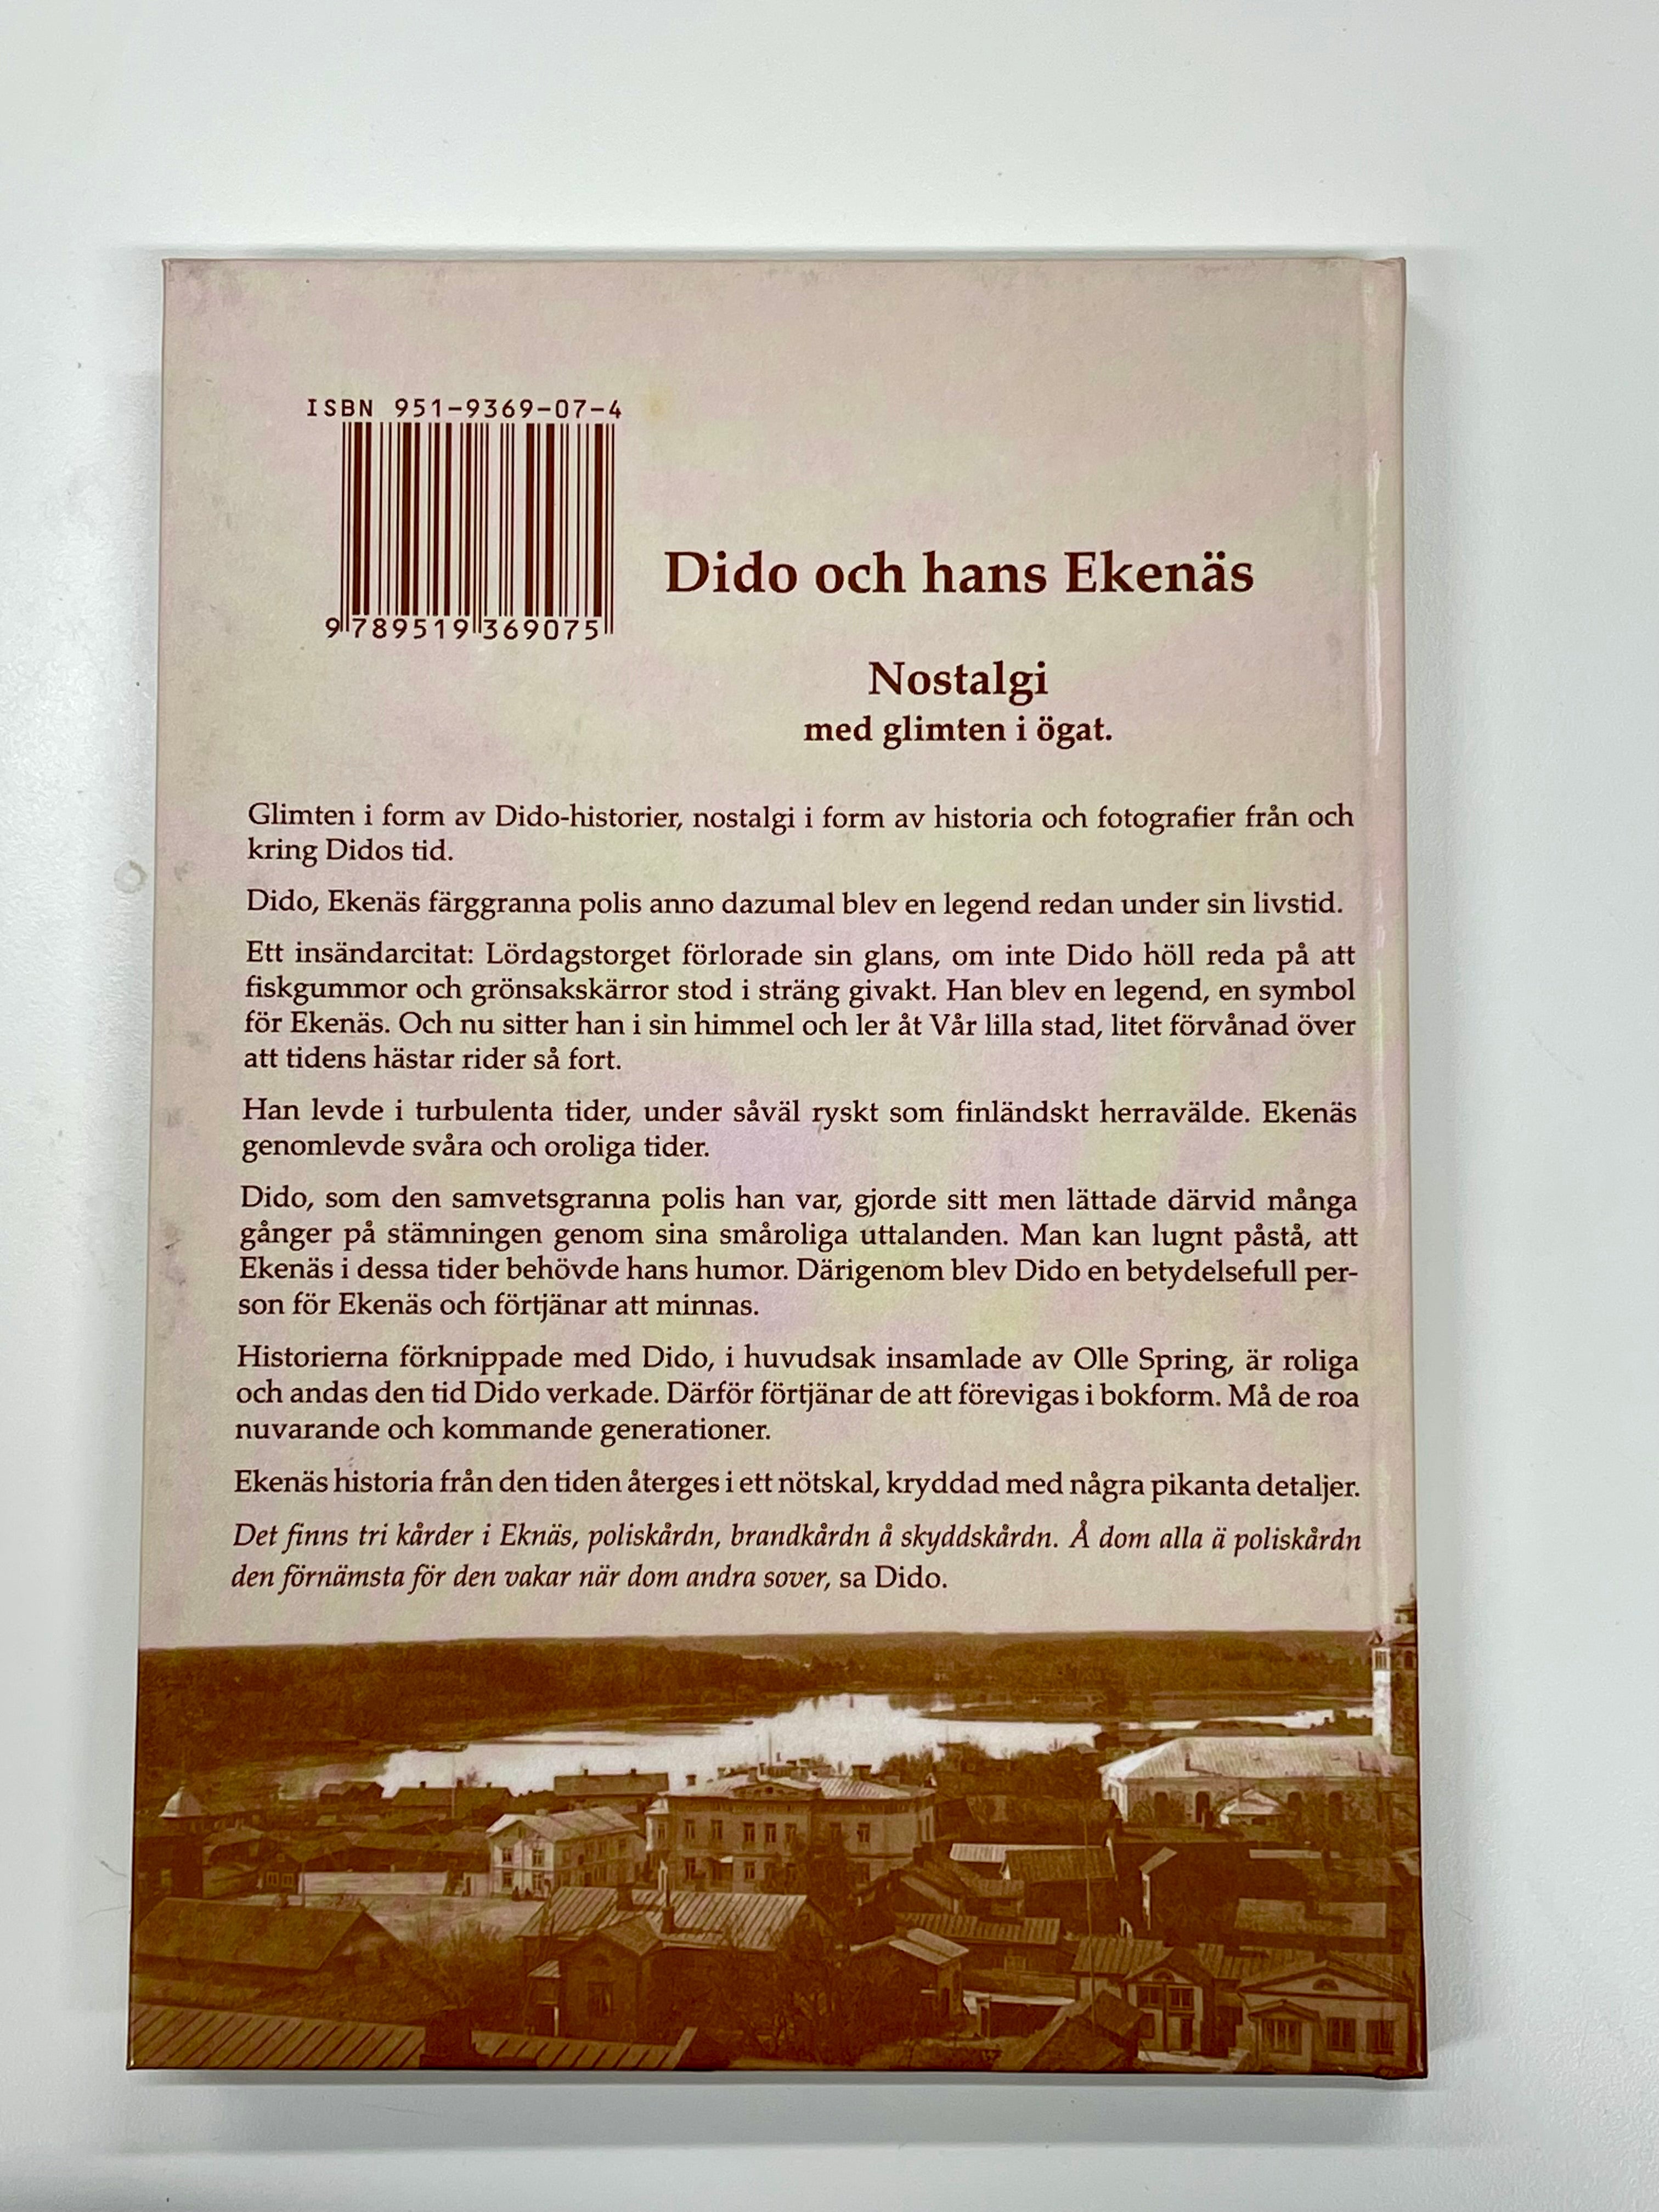 ISBN 951-9369-07-4
9 789519 369075
Dido och hans Ekenäs
Nostalgi
med glimten i ögat.
Glimten i form av Dido-historier, nostalgi i form av historia och fotografier från och
kring Didos tid.
Dido, Ekenäs färggranna polis anno dazumal blev en legend redan under sin livstid.
Ett insändarcitat: Lördagstorget förlorade sin glans, om inte Dido höll reda på att
fiskgummor och grönsakskärror stod i sträng givakt. Han blev en legend, en symbol
för Ekenäs. Och nu sitter han i sin himmel och ler åt Vår lilla stad, litet förvånad över
att tidens hästar rider så fort.
Han levde i turbulenta tider, under såväl ryskt som finländskt herravälde. Ekenäs
genomlevde svåra och oroliga tider.
Dido, som den samvetsgranna polis han var, gjorde sitt men lättade därvid många
gånger på stämningen genom sina småroliga uttalanden. Man kan lugnt påstå, att
Ekenäs i dessa tider behövde hans humor. Därigenom blev Dido en betydelsefull per-
son för Ekenäs och förtjänar att minnas.
Historierna förknippade med Dido, i huvudsak insamlade av Olle Spring, är roliga
och andas den tid Dido verkade. Därför förtjänar de att förevigas i bokform. Må de roa
nuvarande och kommande generationer.
Ekenäs historia från den tiden återges i ett nötskal, kryddad med några pikanta detaljer.
Det finns tri kårder i Eknäs, poliskårdn, brandkårdn å skyddskårdn. Å dom alla ä poliskårdn
den förnämsta för den vakar när dom andra sover, sa Dido.